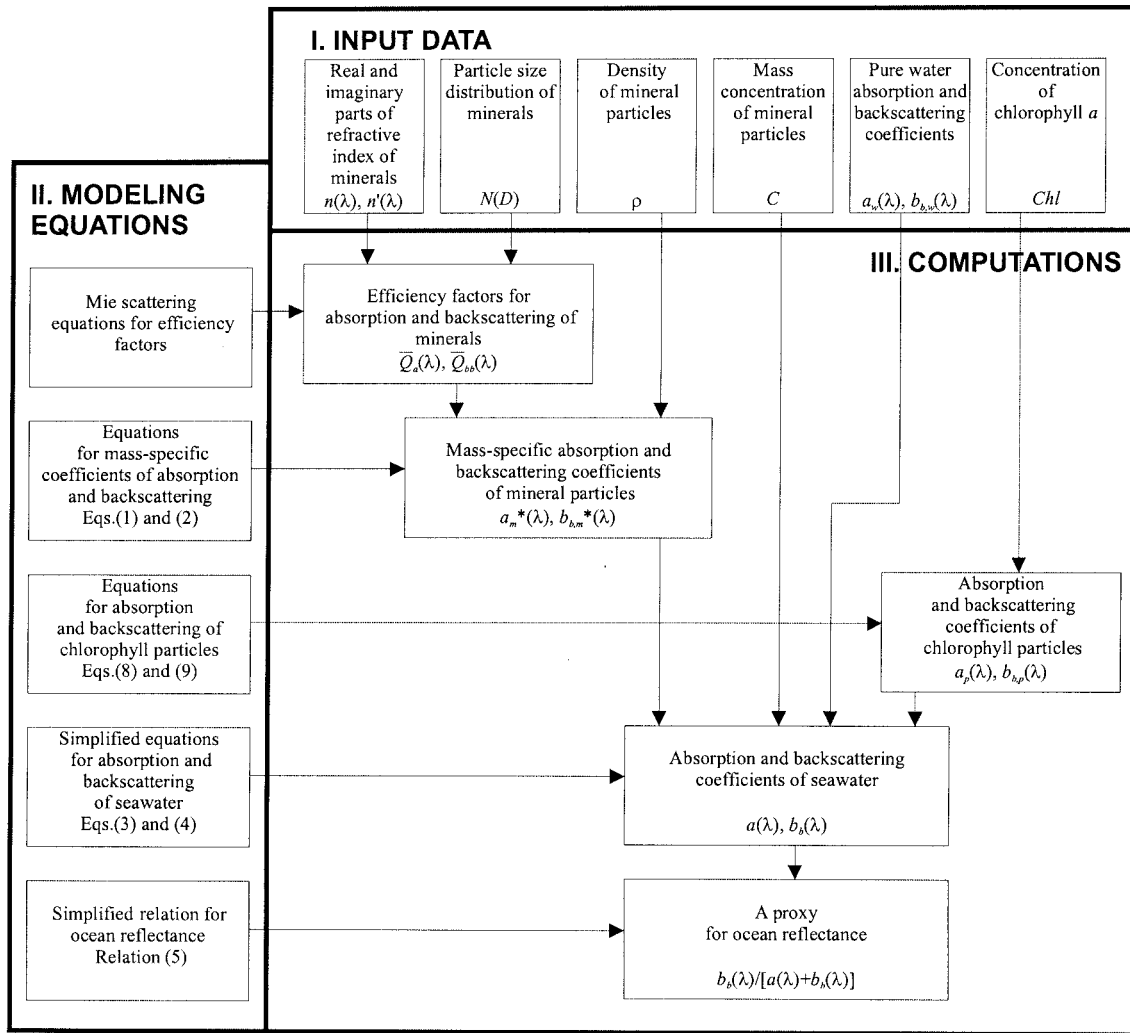 I. INPUT DATA
Real and
imaginary
parts of
refractive
index of
minerals
n(λ), n'(λ)
Particle size
distribution of
minerals
N(D)
Density
of mineral
particles
ρ
Mass
concentration
of mineral
particles
C
Pure water
absorption and
backscattering
coefficients
a_w(λ), b_{b,w}(λ)
Concentration
of
chlorophyll a
Chl
II. MODELING
EQUATIONS
Mie scattering
equations for efficiency
factors
Equations
for mass-specific
coefficients of absorption
and backscattering
Eqs.(1) and (2)
Equations
for absorption
and backscattering of
chlorophyll particles
Eqs.(8) and (9)
Simplified equations
for absorption and
backscattering
of seawater
Eqs.(3) and (4)
Simplified relation for
ocean reflectance
Relation (5)
III. COMPUTATIONS
Efficiency factors for
absorption and backscattering of
minerals
Q̅_a(λ), Q̅_{bb}(λ)
Mass-specific absorption and
backscattering coefficients
of mineral particles
a_m*(λ), b_{b,m}*(λ)
Absorption
and backscattering
coefficients of
chlorophyll particles
a_p(λ), b_{b,p}(λ)
Absorption and backscattering
coefficients of seawater
a(λ), b_b(λ)
A proxy
for ocean reflectance
b_b(λ)/[a(λ)+b_b(λ)]